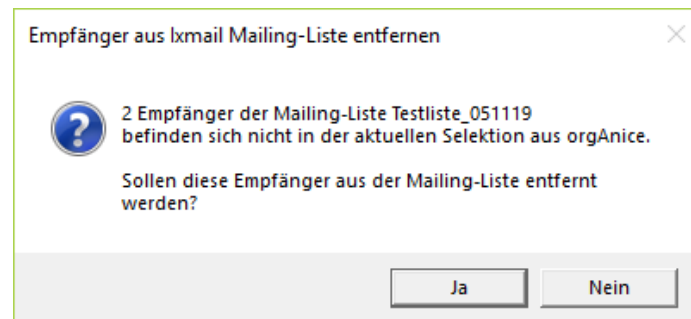 Empfänger aus lxmail Mailing-Liste entfernen
2 Empfänger der Mailing-Liste Testliste_051119
befinden sich nicht in der aktuellen Selektion aus orgAnice.
Sollen diese Empfänger aus der Mailing-Liste entfernt
werden?
Ja
Nein